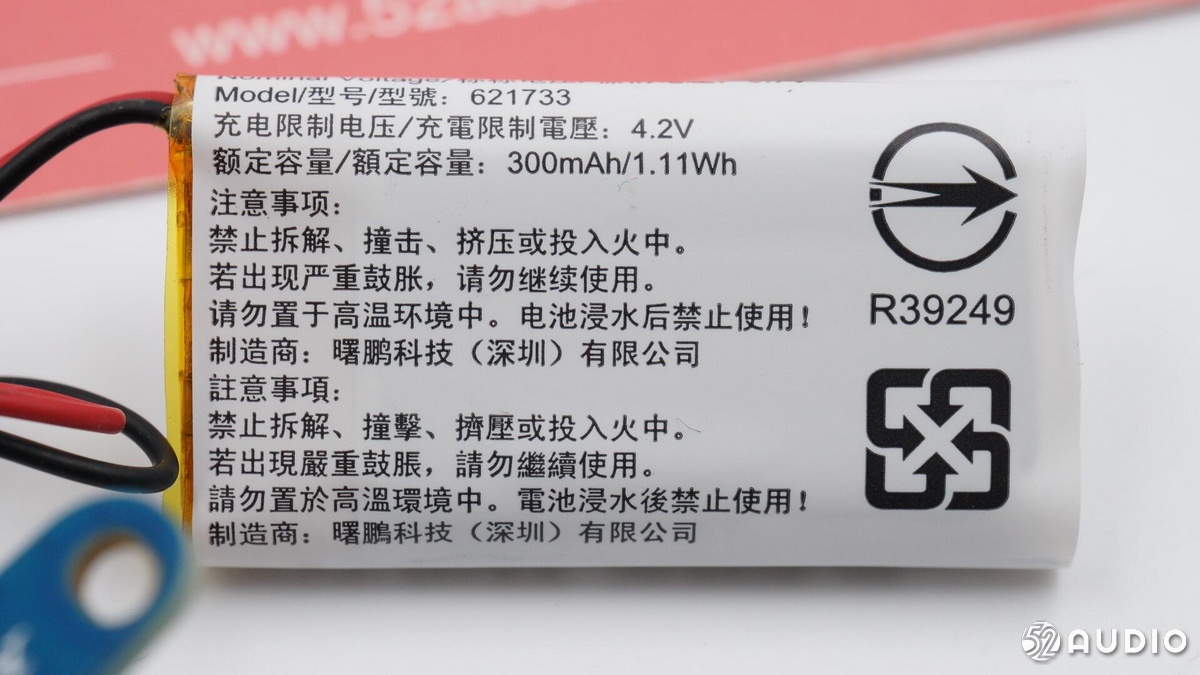 www.52a
Model/型号/型號：621733
充电限制电压/充電限制電壓：4.2V
额定容量/額定容量：300mAh/1.11Wh
注意事项：
禁止拆解、撞击、挤压或投入火中。
若出现严重鼓胀，请勿继续使用。
请勿置于高温环境中。电池浸水后禁止使用！
制造商：曙鹏科技（深圳）有限公司
註意事項：
禁止拆解、撞擊、擠壓或投入火中。
若出現嚴重鼓脹，請勿繼續使用。
請勿置於高溫環境中。電池浸水後禁止使用！
制造商：曙鵬科技（深圳）有限公司
R39249
52 AUDIO